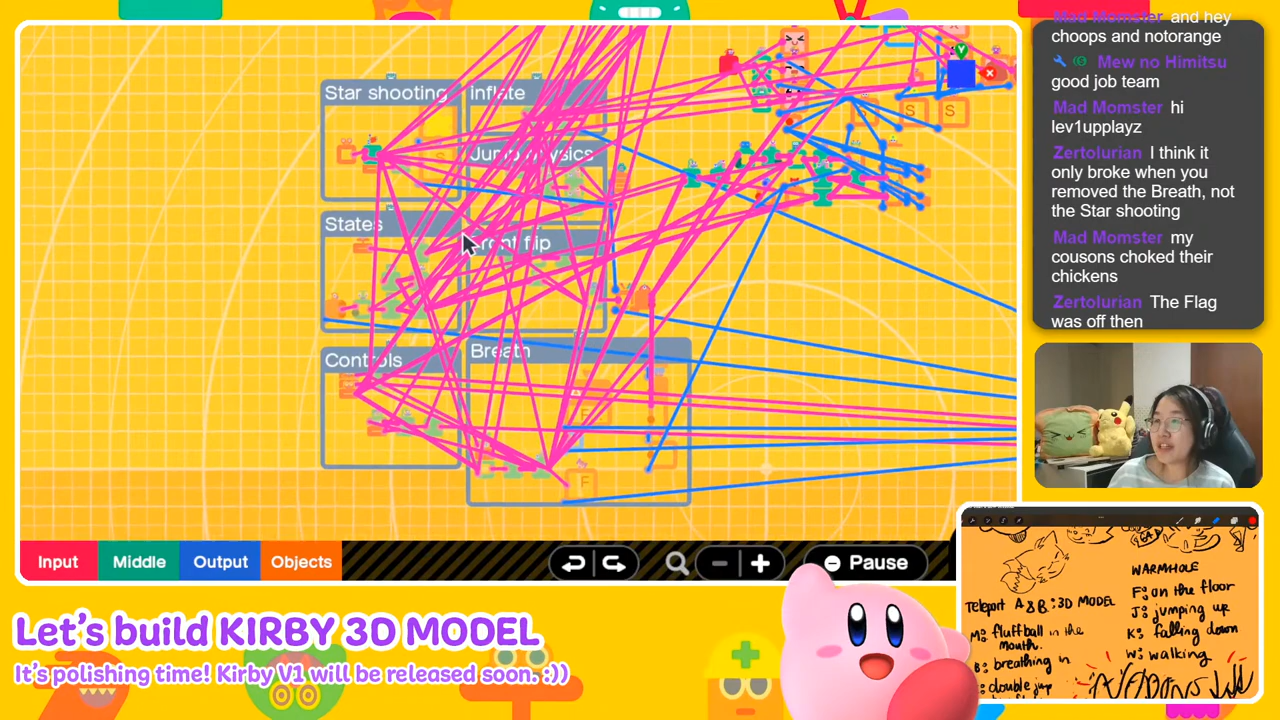 Star shooting
Inflate
Jump physics
States
Front flip
Controls
Breath
S
S
S
F
F
Y
Input
Middle
Output
Objects
Pause
Mad Momster and hey
choops and notorange
Mew no Himitsu
good job team
Mad Momster hi
lev1upplayz
Zertolurian I think it
only broke when you
removed the Breath, not
the Star shooting
Mad Momster my
cousons choked their
chickens
Zertolurian The Flag
was off then
WARMHOLE
F: on the floor
J: jumping up
K: falling down
W: walking
Teleport A&B: 3D MODEL
M: fluffball in the
mouth.
B: breathing in
: double jump
Let's build KIRBY 3D MODEL
It's polishing time! Kirby V1 will be released soon. :))